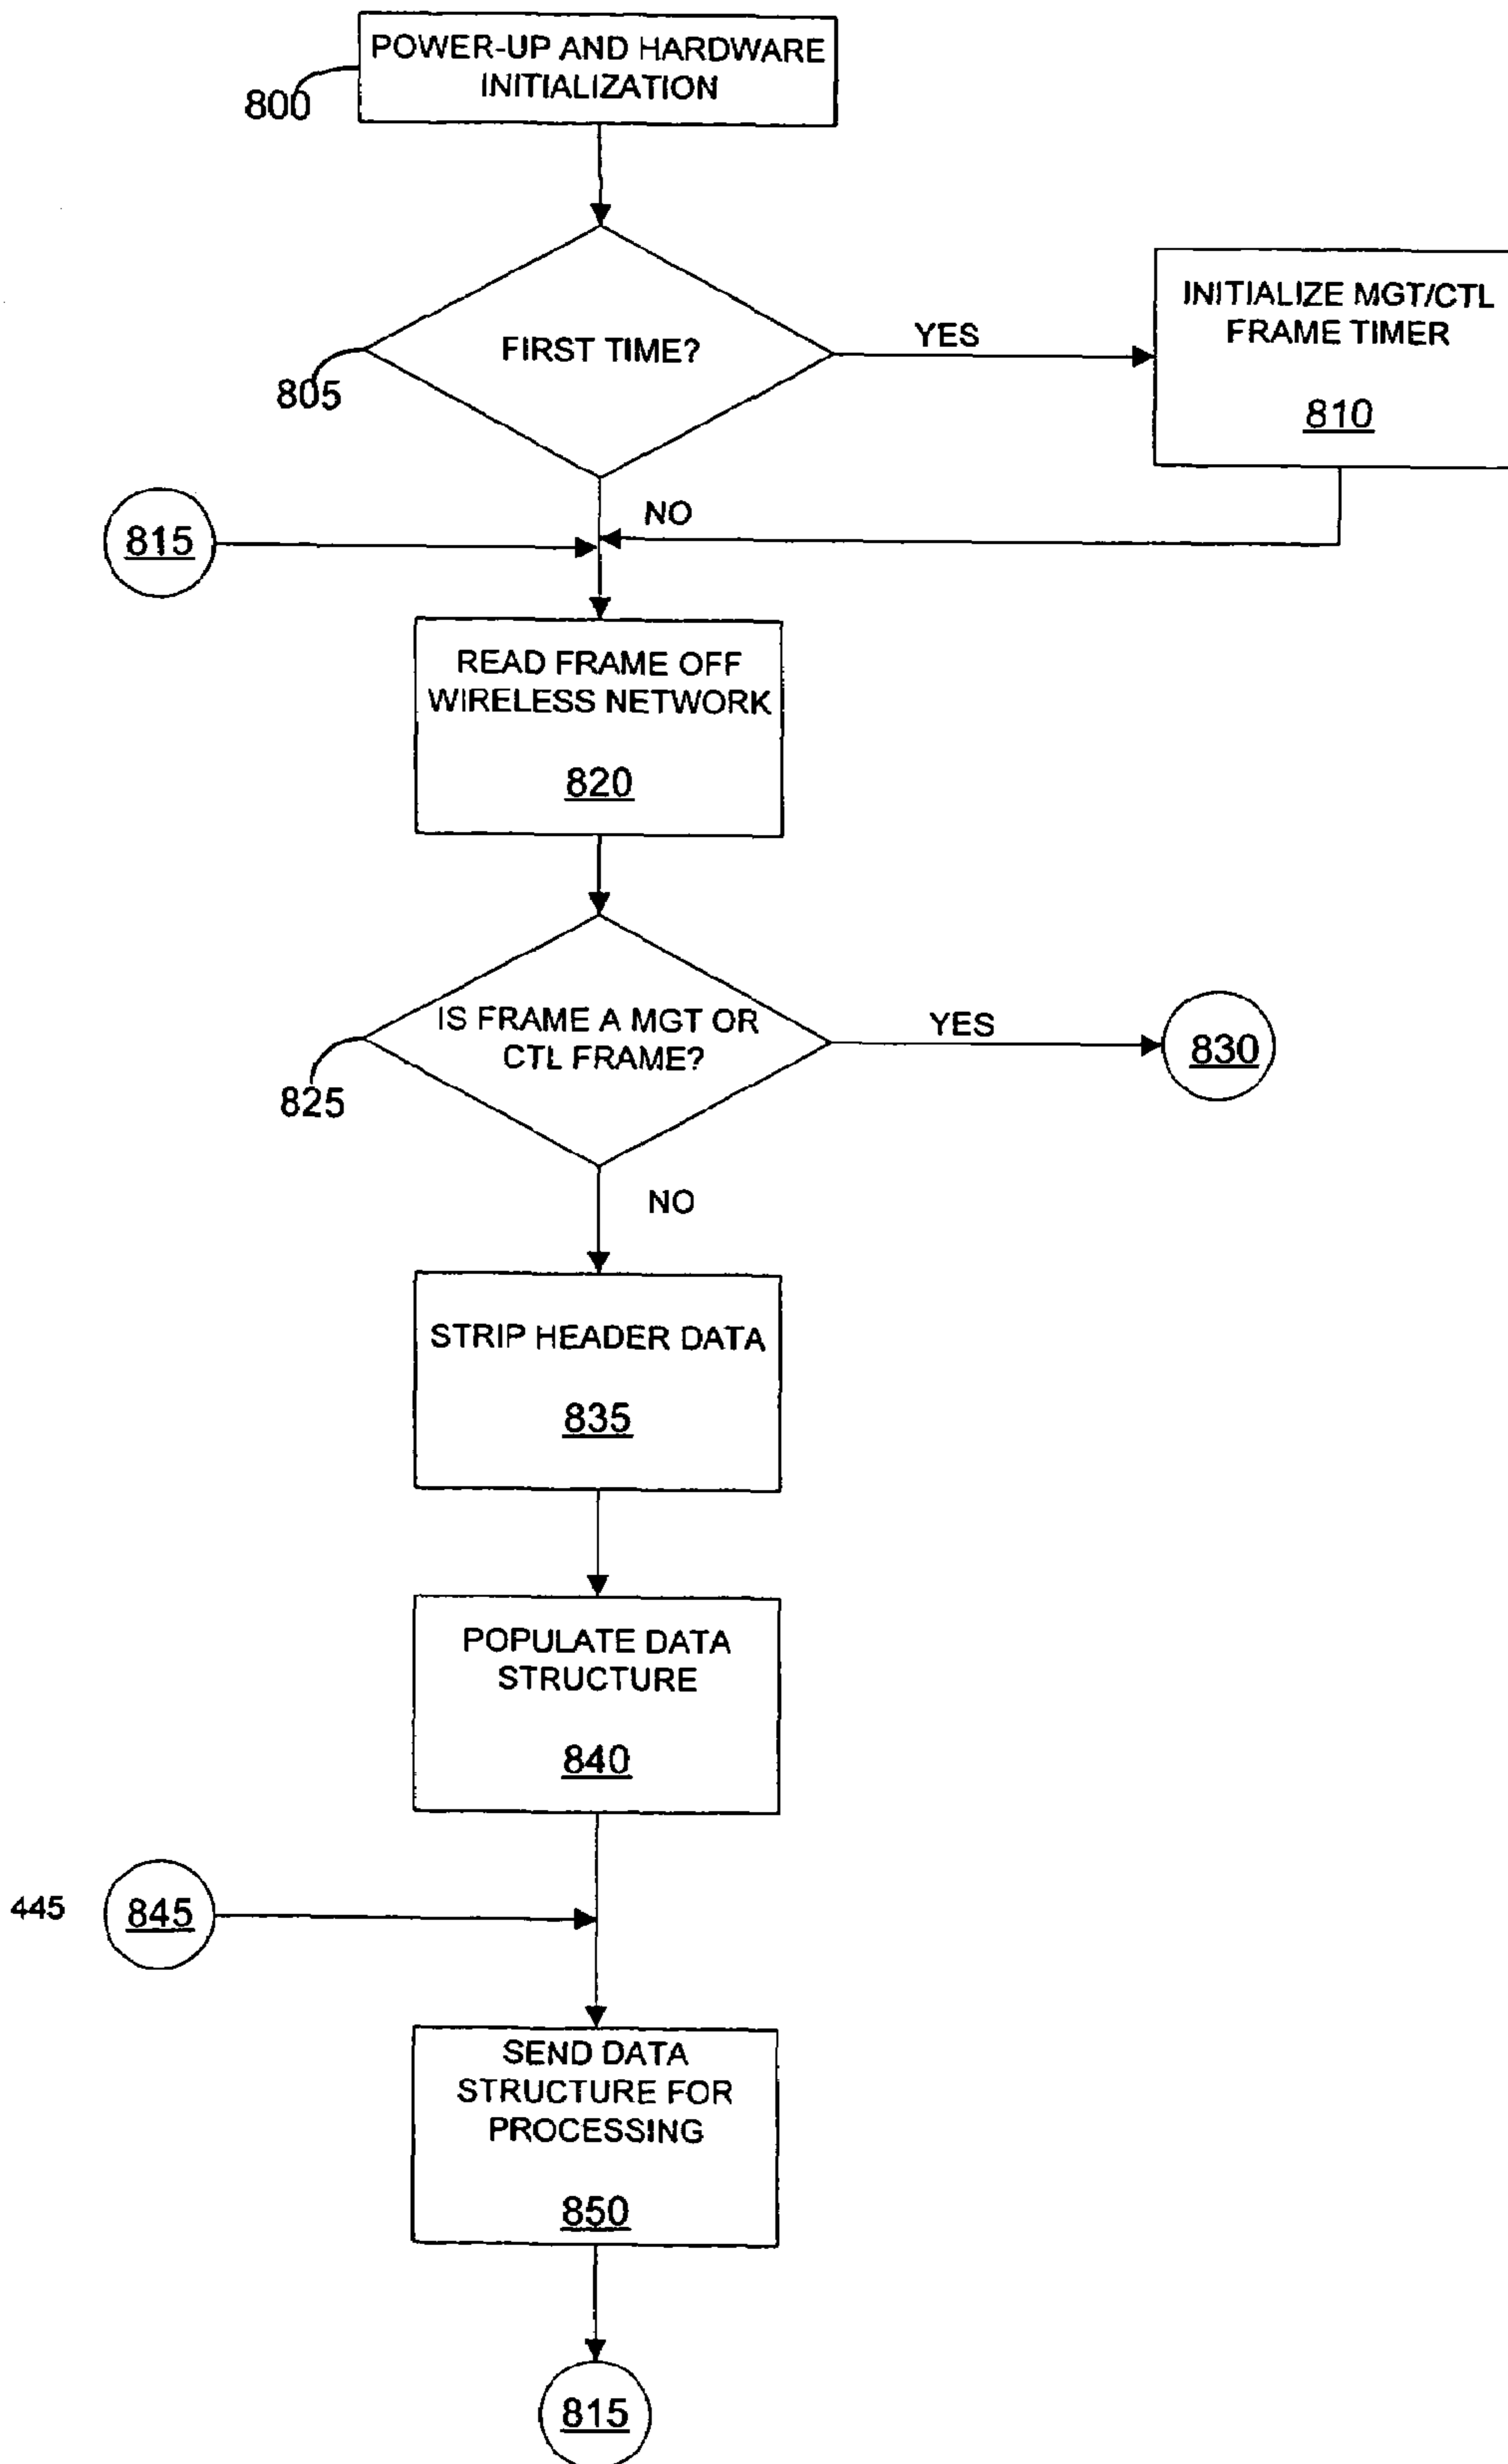 POWER-UP AND HARDWARE
INITIALIZATION
800
FIRST TIME?
805
YES
INITIALIZE MGT/CTL
FRAME TIMER
810
NO
815
READ FRAME OFF
WIRELESS NETWORK
820
IS FRAME A MGT OR
CTL FRAME?
825
YES
830
NO
STRIP HEADER DATA
835
POPULATE DATA
STRUCTURE
840
445
845
SEND DATA
STRUCTURE FOR
PROCESSING
850
815